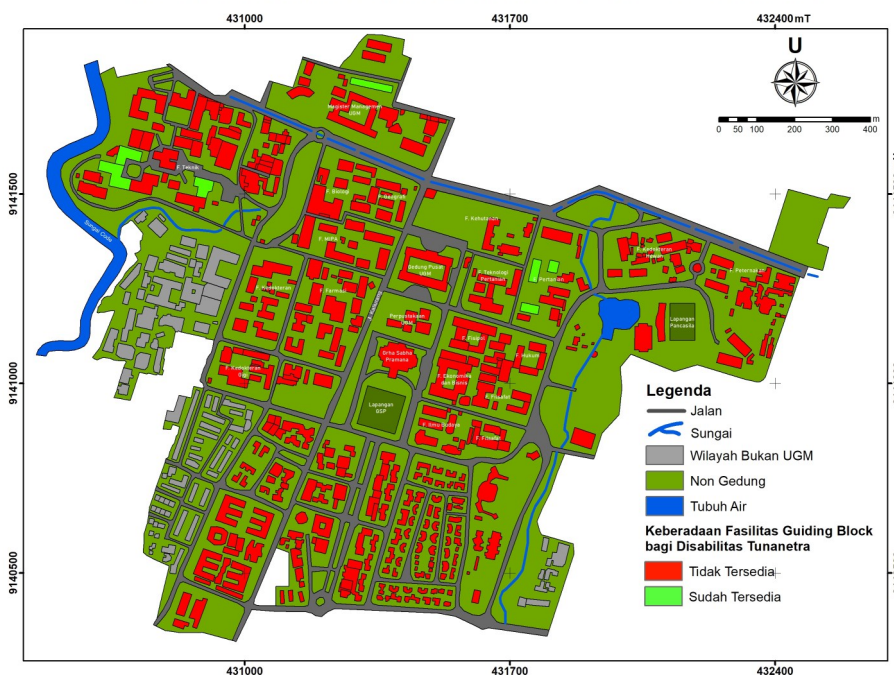 431000
431700
432400 mT
U
m
0 50 100 200 300 400
Magister Manajemen
UGM
9141500
F. Teknik
F. Biologi
F. Geografi
F. Kehutanan
Sungai Code
F. MIPA
F. Kedokteran
Hewan
Gedung Pusat
UGM
F. Teknologi
Pertanian
F. Pertanian
F. Peternakan
F. Kedokteran
F. Farmasi
Perpustakaan
UGM
Lapangan
Pancasila
F. Hukum
9141000
Grha Sabha
Pramana
F. Kedokteran
Gigi
F. Ekonomika
dan Bisnis
Lapangan
GSP
F. Ilmu Budaya
F. Filsafat
Legenda
Jalan
Sungai
Wilayah Bukan UGM
Non Gedung
Tubuh Air
Keberadaan Fasilitas Guiding Block
bagi Disabilitas Tunanetra
Tidak Tersedia
Sudah Tersedia
9140500
431000
431700
432400